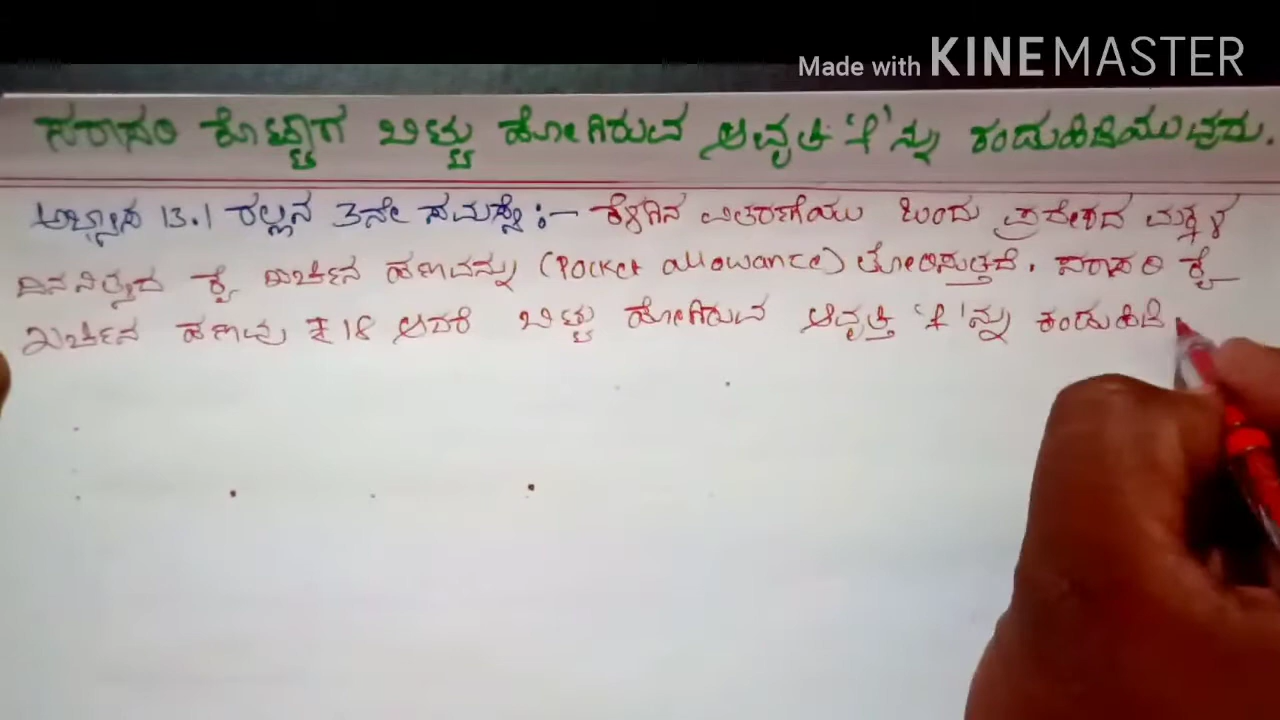 Made with KINEMASTER
ಸರಾಸರಿ ಕೊಟ್ಟಾಗ ಬಿಟ್ಟು ಹೋಗಿರುವ ಆವೃತ್ತಿ 'f' ನ್ನು ಕಂಡುಹಿಡಿಯುವುದು.
ಅಭ್ಯಾಸ 13.1 ರಲ್ಲಿನ 3ನೇ ಸಮಸ್ಯೆ :- ಕೆಳಗಿನ ವಿತರಣೆಯು ಒಂದು ಪ್ರದೇಶದ ಮಕ್ಕಳ
ದಿನನಿತ್ಯದ ಕೈ ಖರ್ಚಿನ ಹಣವನ್ನು (Pocket allowance) ತೋರಿಸುತ್ತದೆ. ಸರಾಸರಿ ಕೈ
ಖರ್ಚಿನ ಹಣವು ₹ 18 ಆದರೆ ಬಿಟ್ಟು ಹೋಗಿರುವ ಆವೃತ್ತಿ 'f' ನ್ನು ಕಂಡುಹಿಡಿ